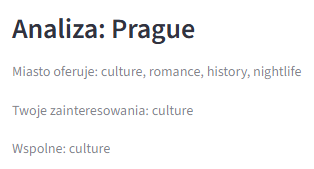 Analiza: Prague
Miasto oferuje: culture, romance, history, nightlife
Twoje zainteresowania: culture
Wspolne: culture